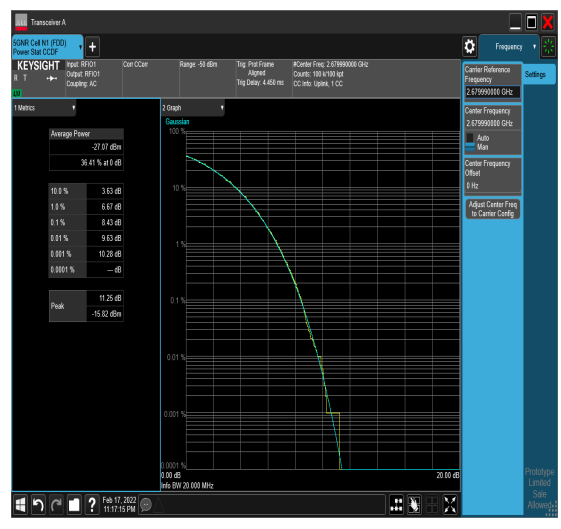 Transceiver A
5GNR Cell N1 (FDD)
Power Stat CCDF
Frequency
KEYSIGHT
R T
Input: RFIO1
Output: RFIO1
Coupling: AC
Corr CCorr
Range: -50 dBm
Trig: Prot Frame
Aligned
Trig Delay: 4.450 ms
#Center Freq: 2.679990000 GHz
Counts: 100 k/100 kpt
CC Info: Uplink, 1 CC
Carrier Reference
Frequency
2.679990000 GHz
Settings
Center Frequency
2.679990000 GHz
Auto
Man
Center Frequency
Offset
0 Hz
Adjust Center Freq
to Carrier Config
1 Metrics
Average Power
-27.07 dBm
36.41 % at 0 dB
10.0 % 3.63 dB
1.0 % 6.67 dB
0.1 % 8.43 dB
0.01 % 9.63 dB
0.001 % 10.28 dB
0.0001 % --- dB
Peak
11.25 dB
-15.82 dBm
2 Graph
Gaussian
100 %
10 %
1 %
0.1 %
0.01 %
0.001 %
0.0001 %
0.00 dB
20.00 dB
Info BW 20.000 MHz
Prototype
Limited
Sale
Allowed
Feb 17, 2022
11:17:15 PM